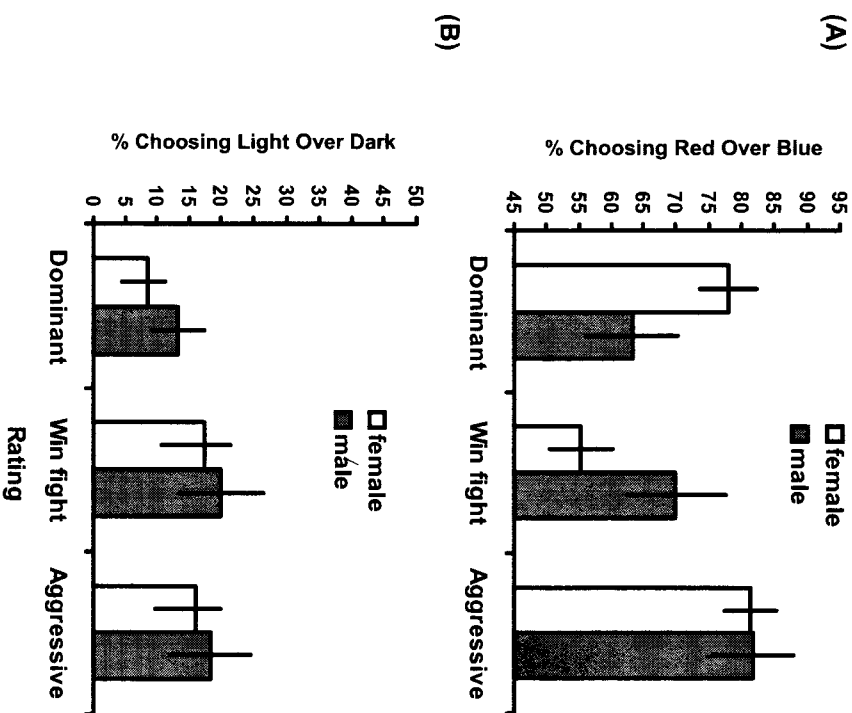 (A)
% Choosing Red Over Blue
95
90
85
80
75
70
65
60
55
50
45
female
male
Dominant
Win fight
Aggressive
(B)
% Choosing Light Over Dark
50
45
40
35
30
25
20
15
10
5
0
female
male
Dominant
Win fight
Aggressive
Rating